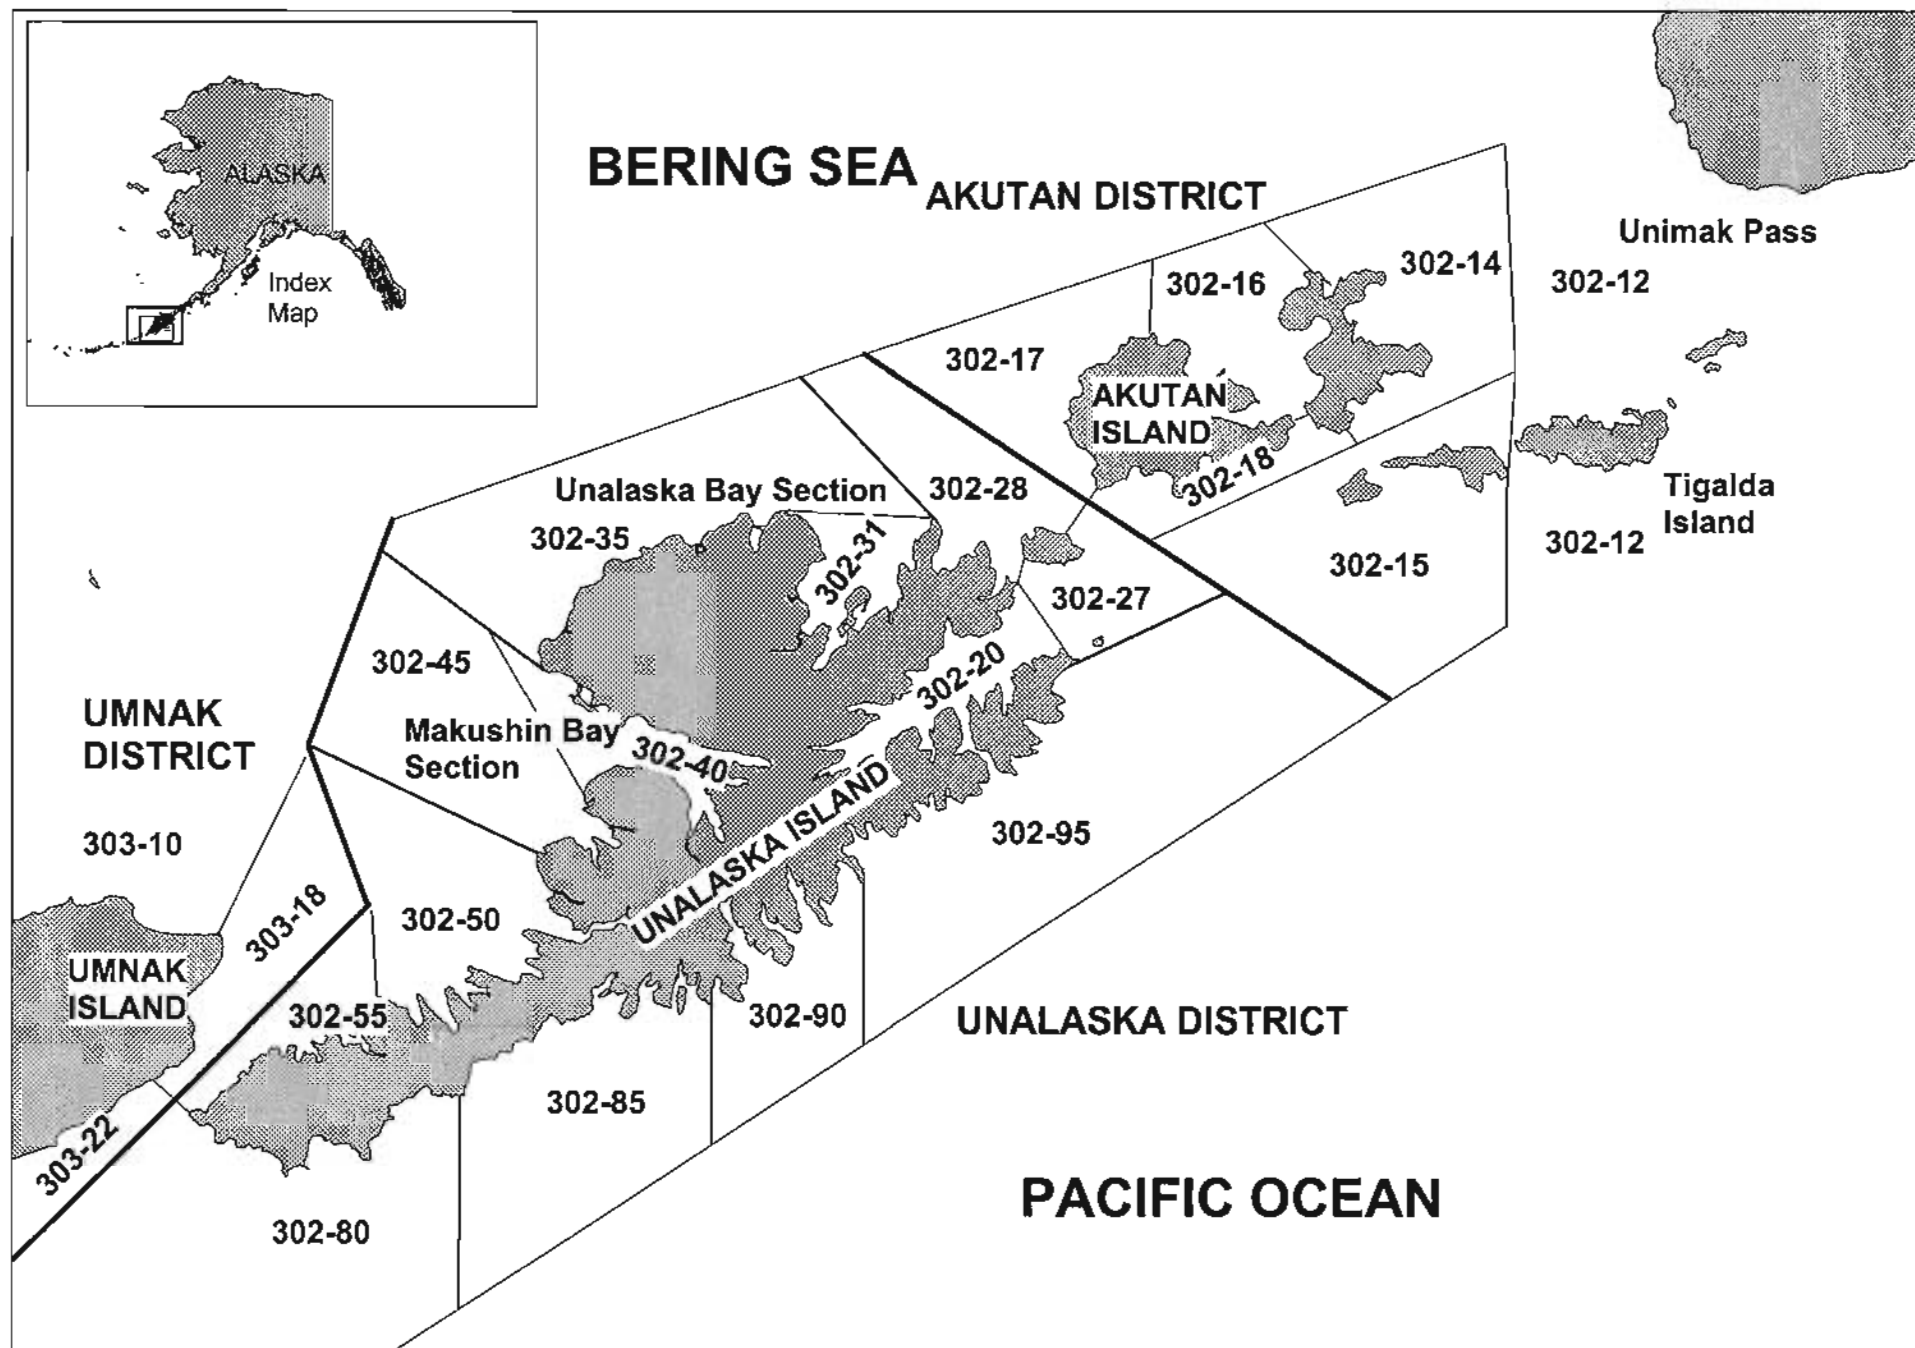 ALASKA
Index
Map
BERING SEA
AKUTAN DISTRICT
Unimak Pass
302-14
302-12
302-16
302-17
AKUTAN
ISLAND
302-18
Tigalda
Island
302-12
302-15
Unalaska Bay Section
302-28
302-35
302-31
302-27
302-20
302-45
UMNAK
DISTRICT
Makushin Bay
Section
302-40
UNALASKA ISLAND
302-95
303-10
303-18
302-50
UMNAK
ISLAND
302-55
302-90
UNALASKA DISTRICT
302-85
303-22
302-80
PACIFIC OCEAN